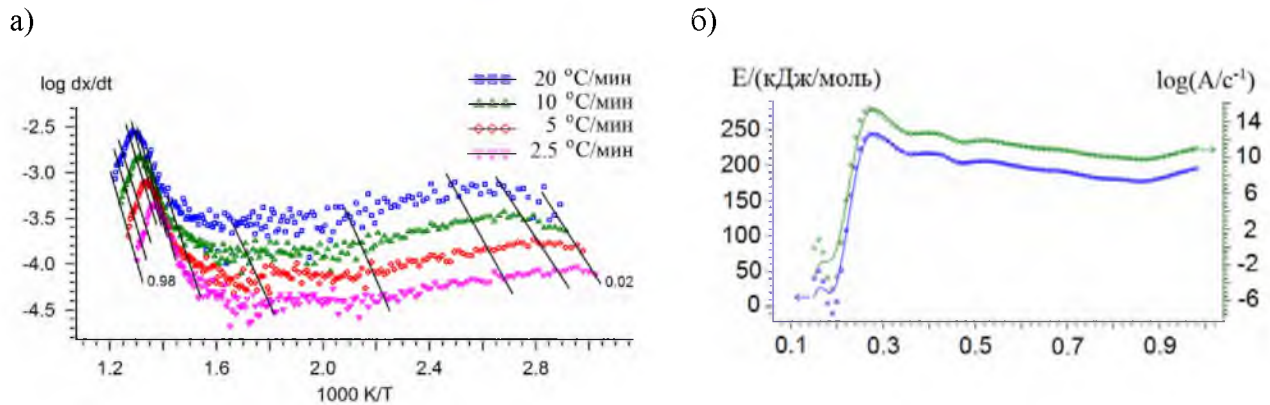 а)
log dx/dt
20 °C/мин
10 °C/мин
5 °C/мин
2.5 °C/мин
-2.5
-3.0
-3.5
-4.0
-4.5
0.98
0.02
1.2 1.6 2.0 2.4 2.8
1000 K/T
б)
E/(кДж/моль)
log(A/c⁻¹)
250
200
150
100
50
0
14
10
6
2
-2
-6
0.1 0.3 0.5 0.7 0.9